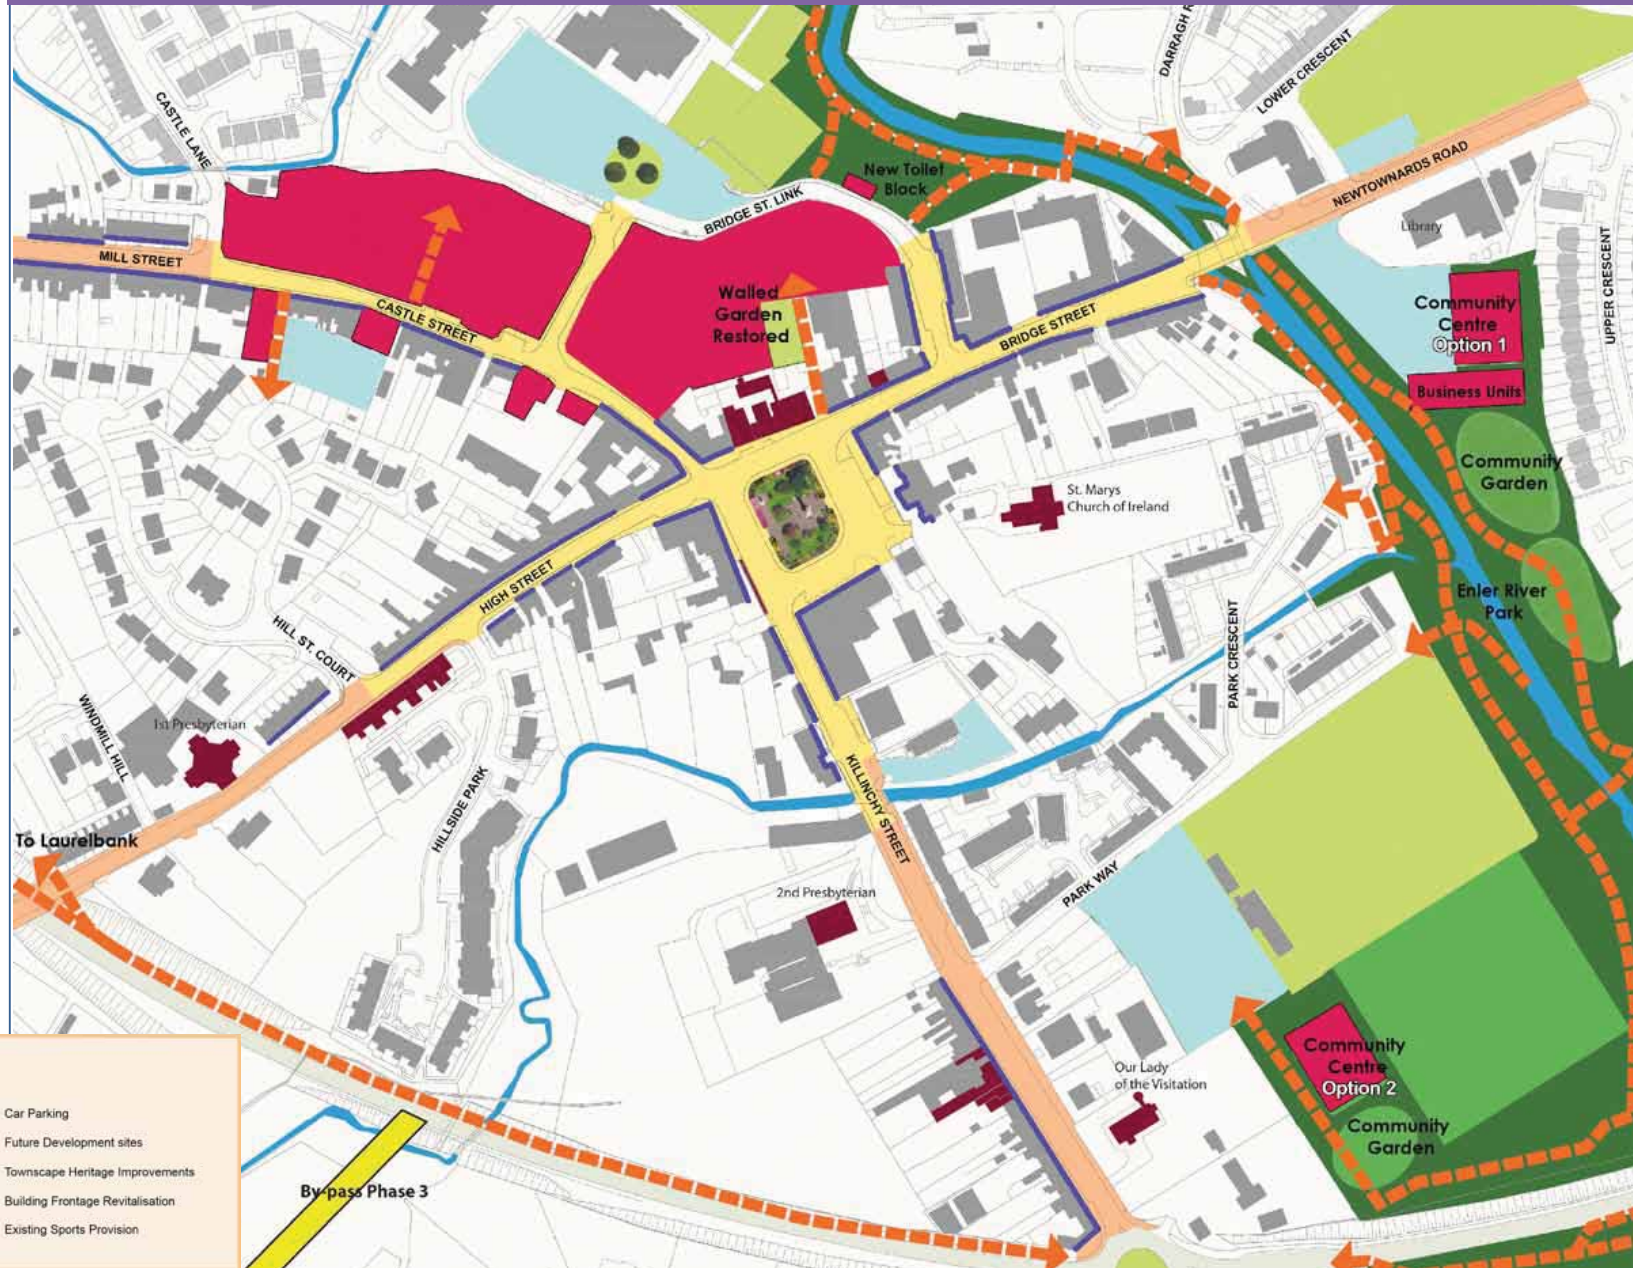 DARRAGH R
LOWER CRESCENT
CASTLE LANE
NEWTOWNARDS ROAD
New Toilet
Block
BRIDGE ST. LINK
Library
UPPER CRESCENT
MILL STREET
CASTLE STREET
Walled
Garden
Restored
BRIDGE STREET
Community
Centre
Option 1
Business Units
Community
Garden
St. Marys
Church of Ireland
HIGH STREET
Enler River
Park
HILL ST. COURT
PARK CRESCENT
WINDMILL HILL
1st Presbyterian
HILLSIDE PARK
KILLINCHY STREET
To Laurelbank
PARK WAY
2nd Presbyterian
Community
Centre
Option 2
Our Lady
of the Visitation
Community
Garden
By-pass Phase 3
Car Parking
Future Development sites
Townscape Heritage Improvements
Building Frontage Revitalisation
Existing Sports Provision